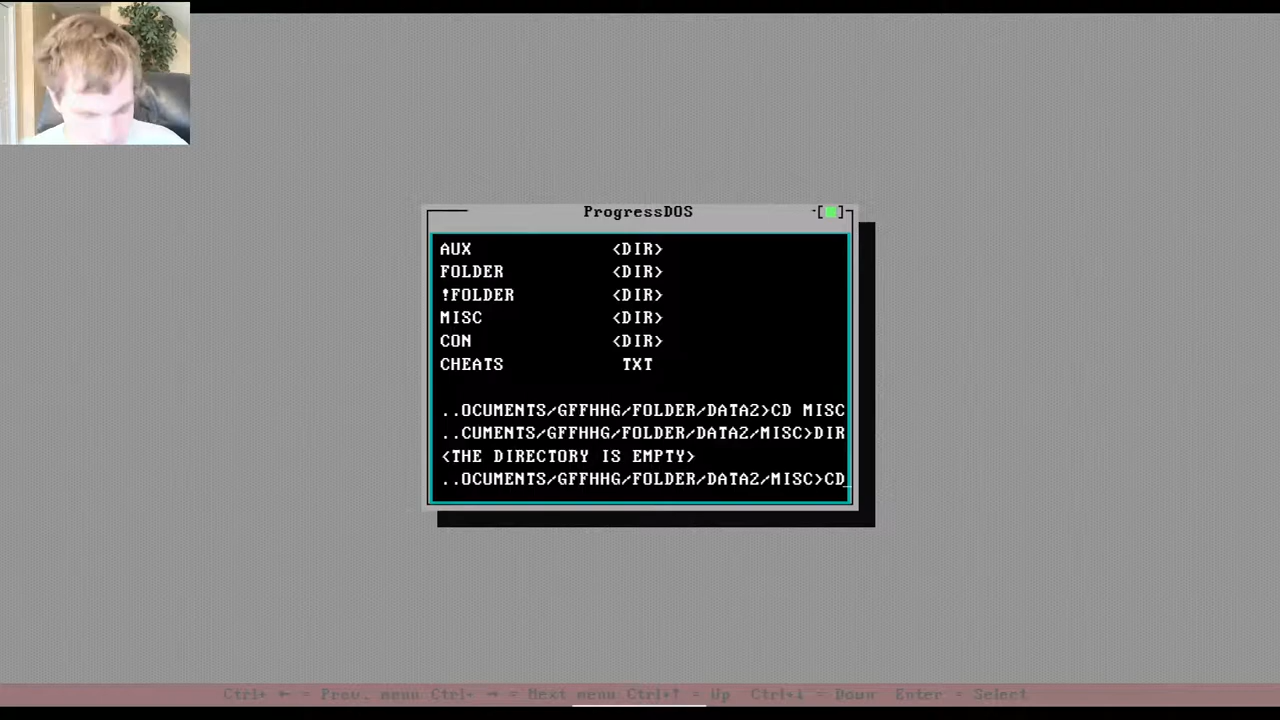 ProgressDOS
AUX <DIR>
FOLDER <DIR>
!FOLDER <DIR>
MISC <DIR>
CON <DIR>
CHEATS TXT
..OCUMENTS/GFFHHG/FOLDER/DATA2>CD MISC
..CUMENTS/GFFHHG/FOLDER/DATA2/MISC>DIR
<THE DIRECTORY IS EMPTY>
..OCUMENTS/GFFHHG/FOLDER/DATA2/MISC>CD_
Ctrl+ ← = Prev. menu Ctrl+ → = Next menu Ctrl+↑ = Up Ctrl+↓ = Down Enter = Select